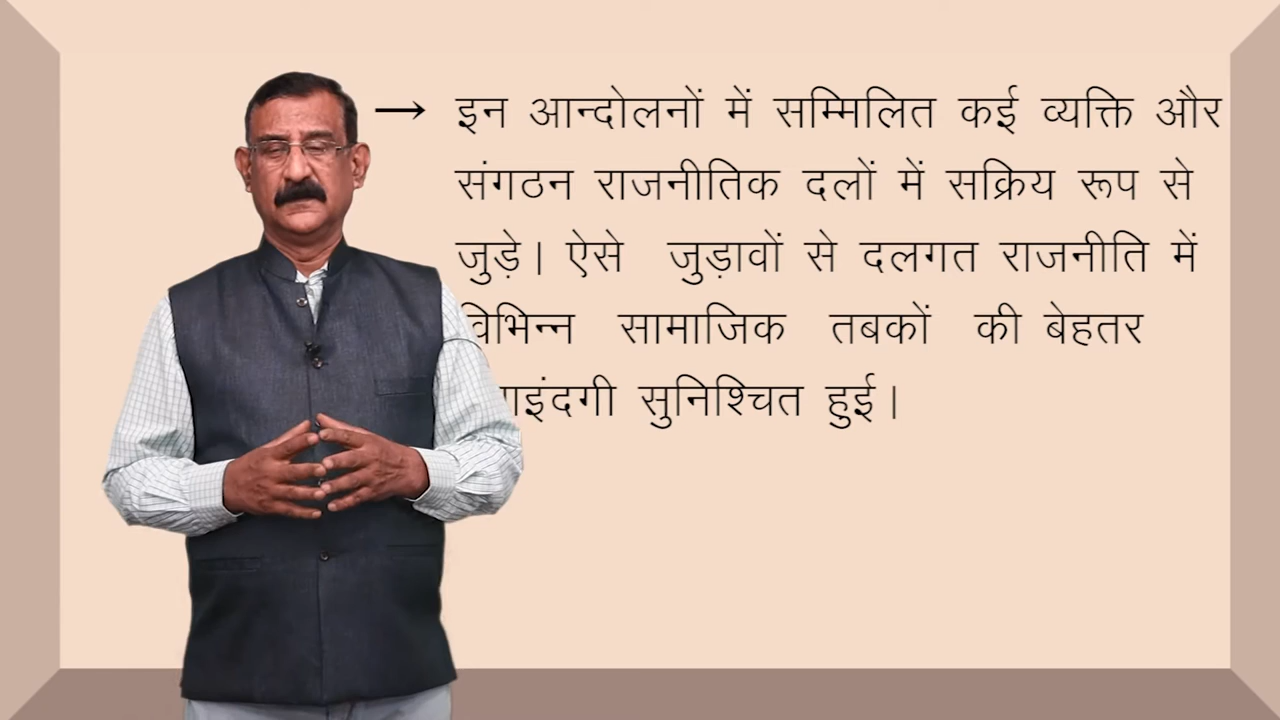 → इन आन्दोलनों में सम्मिलित कई व्यक्ति और
संगठन राजनीतिक दलों में सक्रिय रूप से
जुड़े। ऐसे जुड़ावों से दलगत राजनीति में
विभिन्न सामाजिक तबकों की बेहतर
सुनिश्चित हुई।